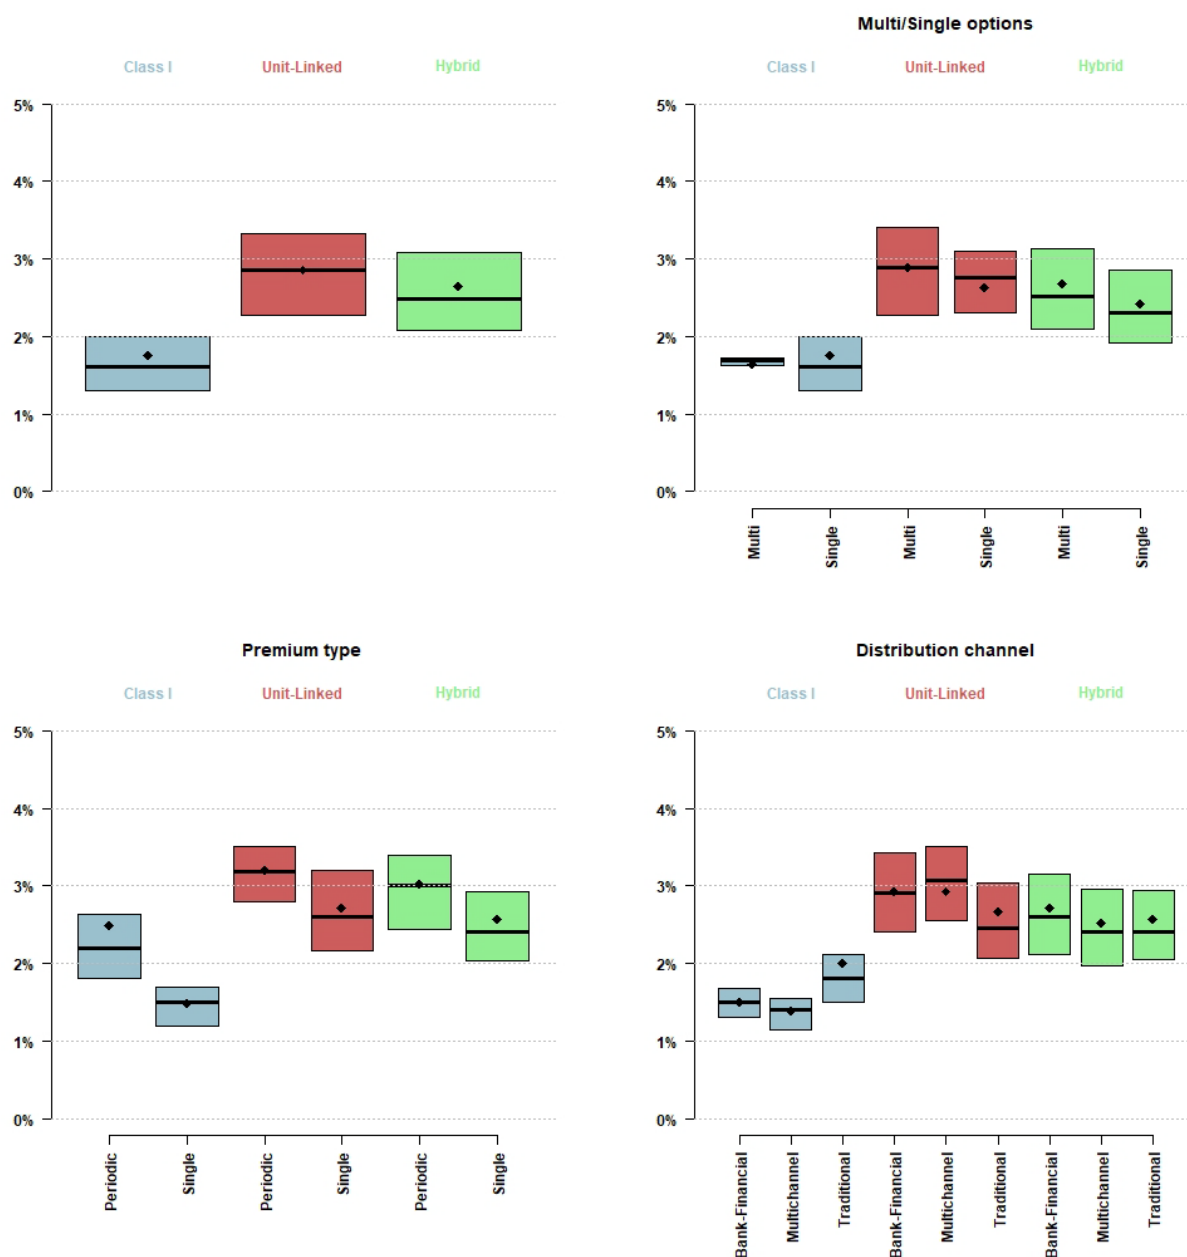 Multi/Single options
Class I Unit-Linked Hybrid
Class I Unit-Linked Hybrid
5%
4%
3%
2%
1%
0%
5%
4%
3%
2%
1%
0%
Multi
Single
Multi
Single
Multi
Single
Premium type
Distribution channel
Class I Unit-Linked Hybrid
Class I Unit-Linked Hybrid
5%
4%
3%
2%
1%
0%
Periodic
Single
Periodic
Single
Periodic
Single
5%
4%
3%
2%
1%
0%
Bank-Financial
Multichannel
Traditional
Bank-Financial
Multichannel
Traditional
Bank-Financial
Multichannel
Traditional